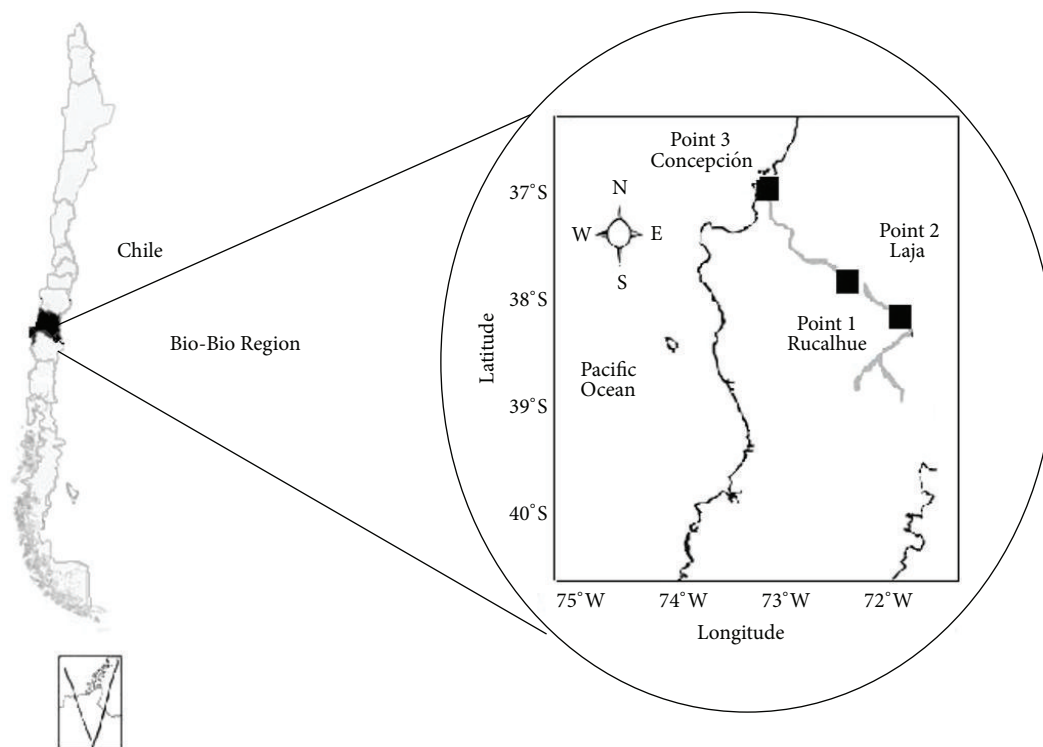 Chile
Bio-Bio Region
Point 3
Concepción
37°S
N
W
E
S
Point 2
Laja
38°S
Point 1
Rucalhue
Latitude
Pacific
Ocean
39°S
40°S
75°W
74°W
73°W
72°W
Longitude